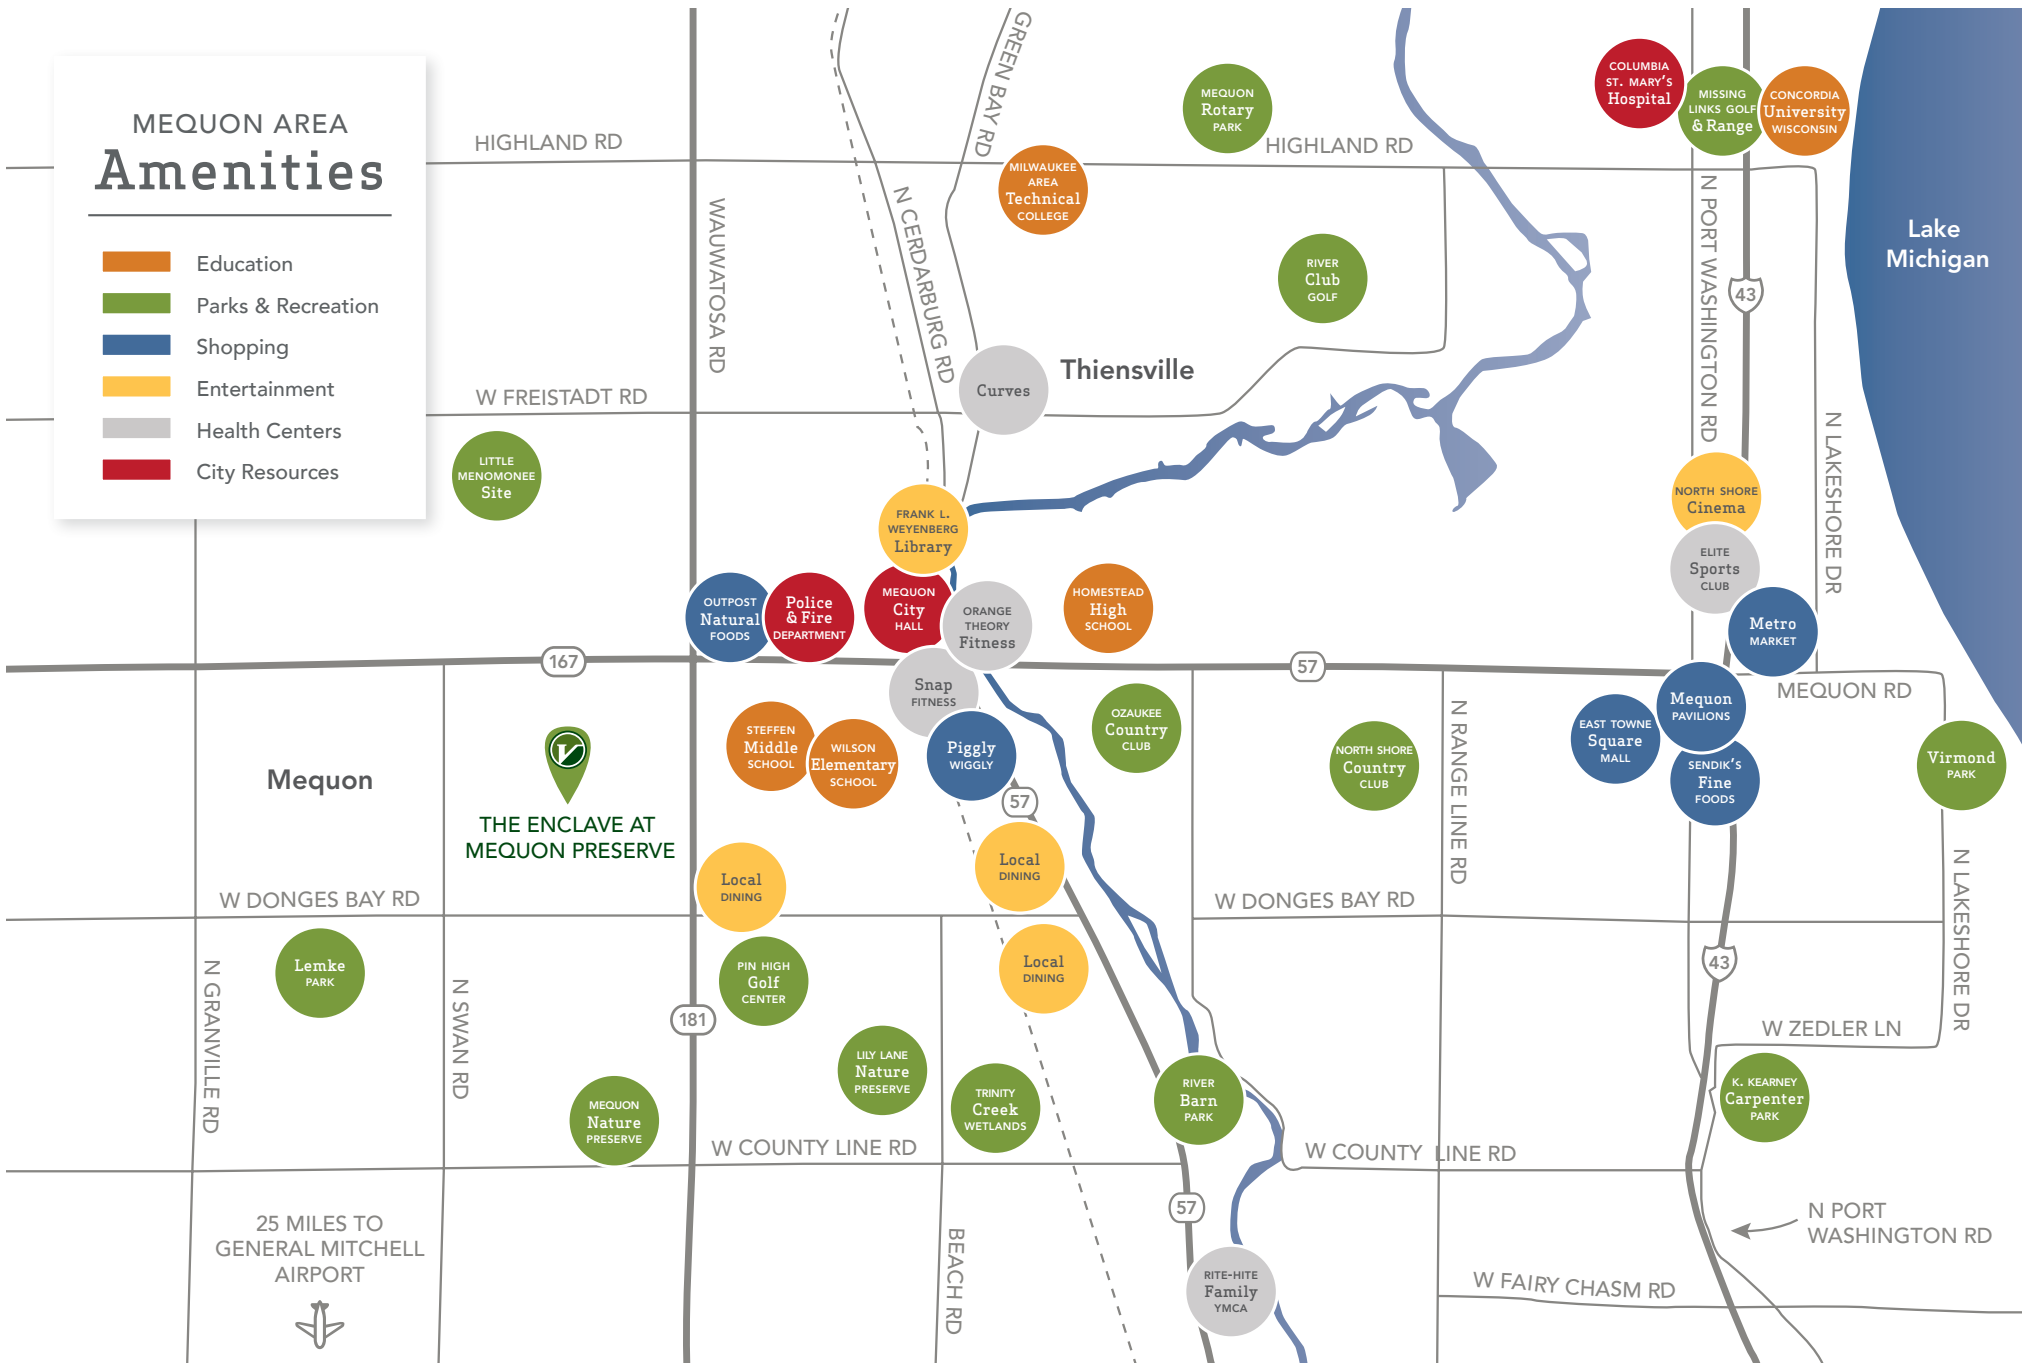 MEQUON AREA
Amenities
Education
Parks & Recreation
Shopping
Entertainment
Health Centers
City Resources
HIGHLAND RD
GREEN BAY RD
MEQUON
Rotary
PARK
HIGHLAND RD
COLUMBIA
ST. MARY'S
Hospital
MISSING
LINKS GOLF
& Range
CONCORDIA
University
WISCONSIN
MILWAUKEE
AREA
Technical
COLLEGE
WAUWATOSA RD
N CERDARBURG RD
RIVER
Club
GOLF
N PORT WASHINGTON RD
43
Lake
Michigan
Thiensville
Curves
W FREISTADT RD
N LAKESHORE DR
LITTLE
MENOMONEE
Site
FRANK L.
WEYENBERG
Library
NORTH SHORE
Cinema
ELITE
Sports
CLUB
OUTPOST
Natural
FOODS
Police
& Fire
DEPARTMENT
MEQUON
City
HALL
ORANGE
THEORY
Fitness
HOMESTEAD
High
SCHOOL
Metro
MARKET
167
57
MEQUON RD
Snap
FITNESS
Mequon
PAVILIONS
STEFFEN
Middle
SCHOOL
WILSON
Elementary
SCHOOL
Piggly
WIGGLY
OZAUKEE
Country
CLUB
NORTH SHORE
Country
CLUB
N RANGE LINE RD
EAST TOWNE
Square
MALL
SENDIK'S
Fine
FOODS
Virmond
PARK
Mequon
V
THE ENCLAVE AT
MEQUON PRESERVE
57
Local
DINING
Local
DINING
W DONGES BAY RD
W DONGES BAY RD
N LAKESHORE DR
Lemke
PARK
N GRANVILLE RD
N SWAN RD
PIN HIGH
Golf
CENTER
Local
DINING
43
181
W ZEDLER LN
LILY LANE
Nature
PRESERVE
MEQUON
Nature
PRESERVE
TRINITY
Creek
WETLANDS
RIVER
Barn
PARK
K. KEARNEY
Carpenter
PARK
W COUNTY LINE RD
W COUNTY LINE RD
57
25 MILES TO
GENERAL MITCHELL
AIRPORT
BEACH RD
N PORT
WASHINGTON RD
RITE-HITE
Family
YMCA
W FAIRY CHASM RD